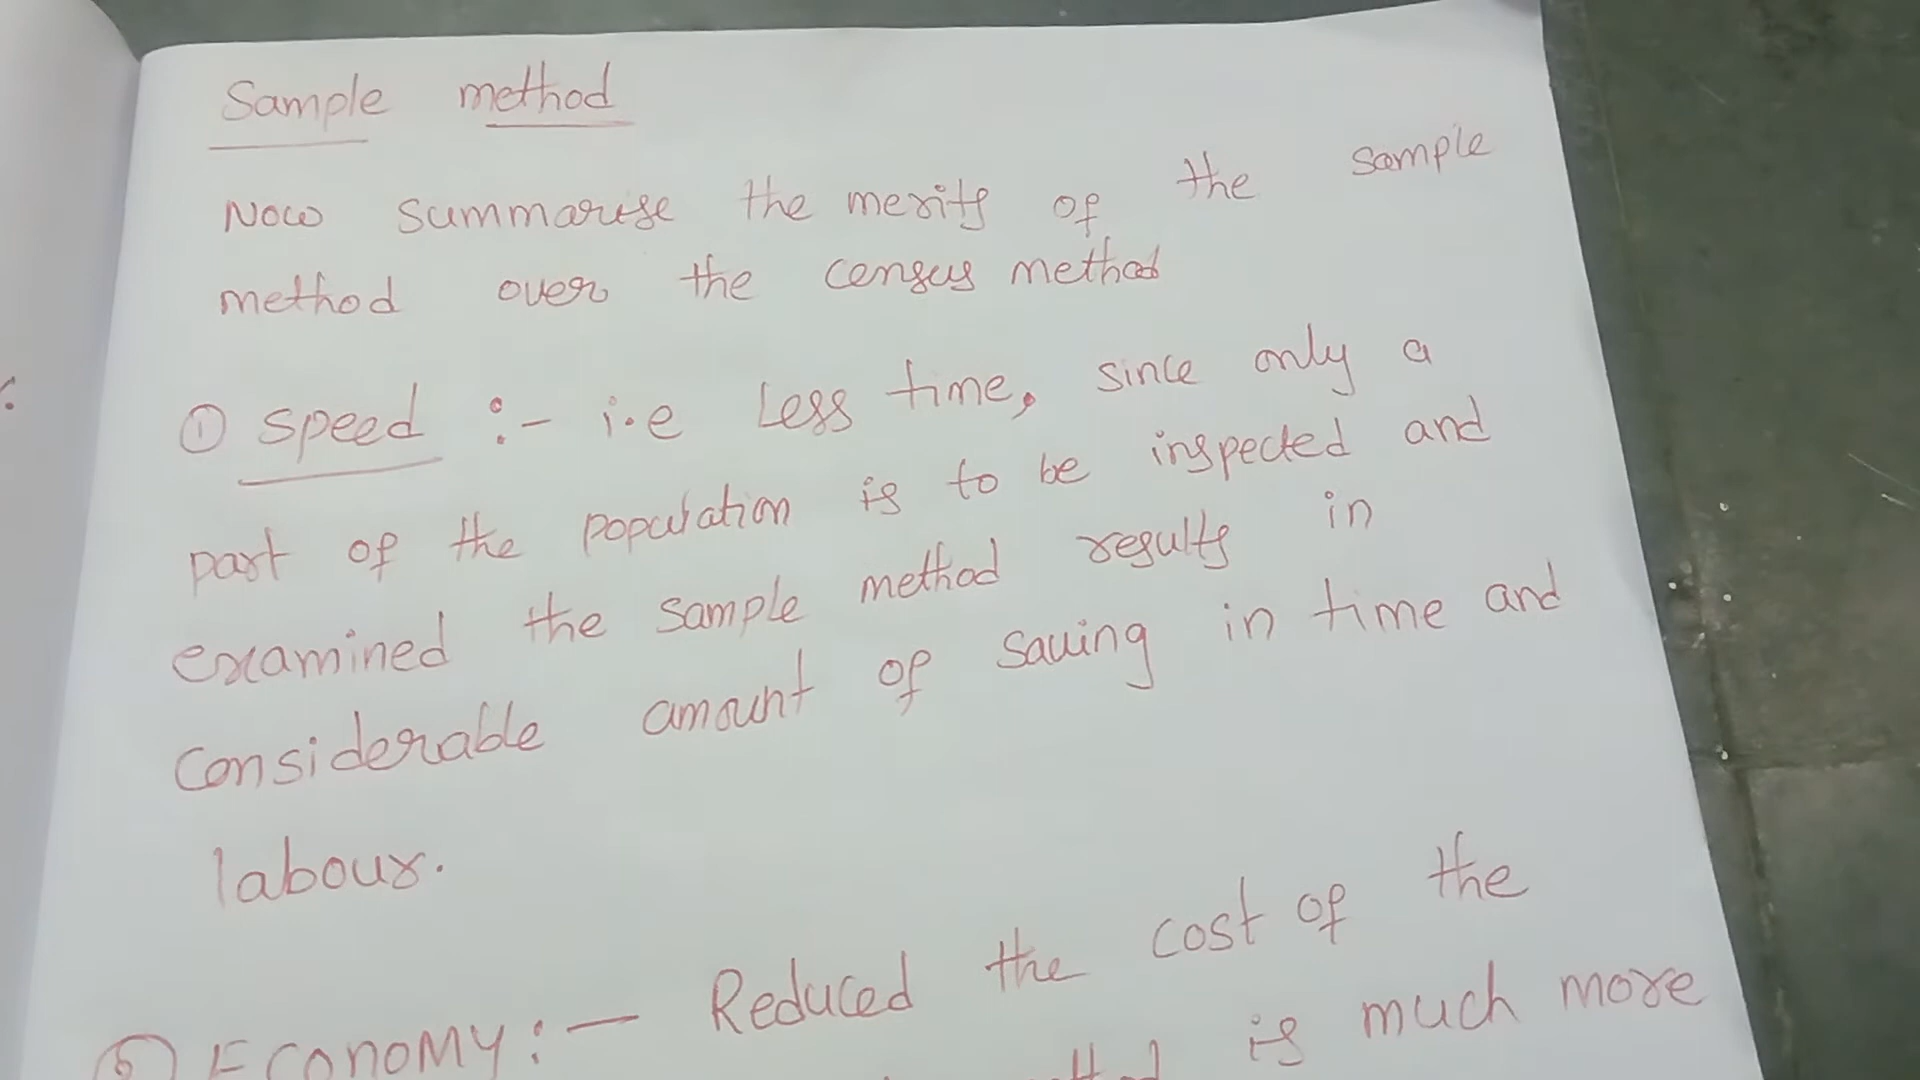 Sample method
Now summarise the merits of the sample
method over the census method
① speed :- i.e Less time, since only a
part of the population is to be inspected and
examined the sample method results in
considerable amount of saving in time and
labour.
ECONOMY:- Reduced the cost of the
is much more